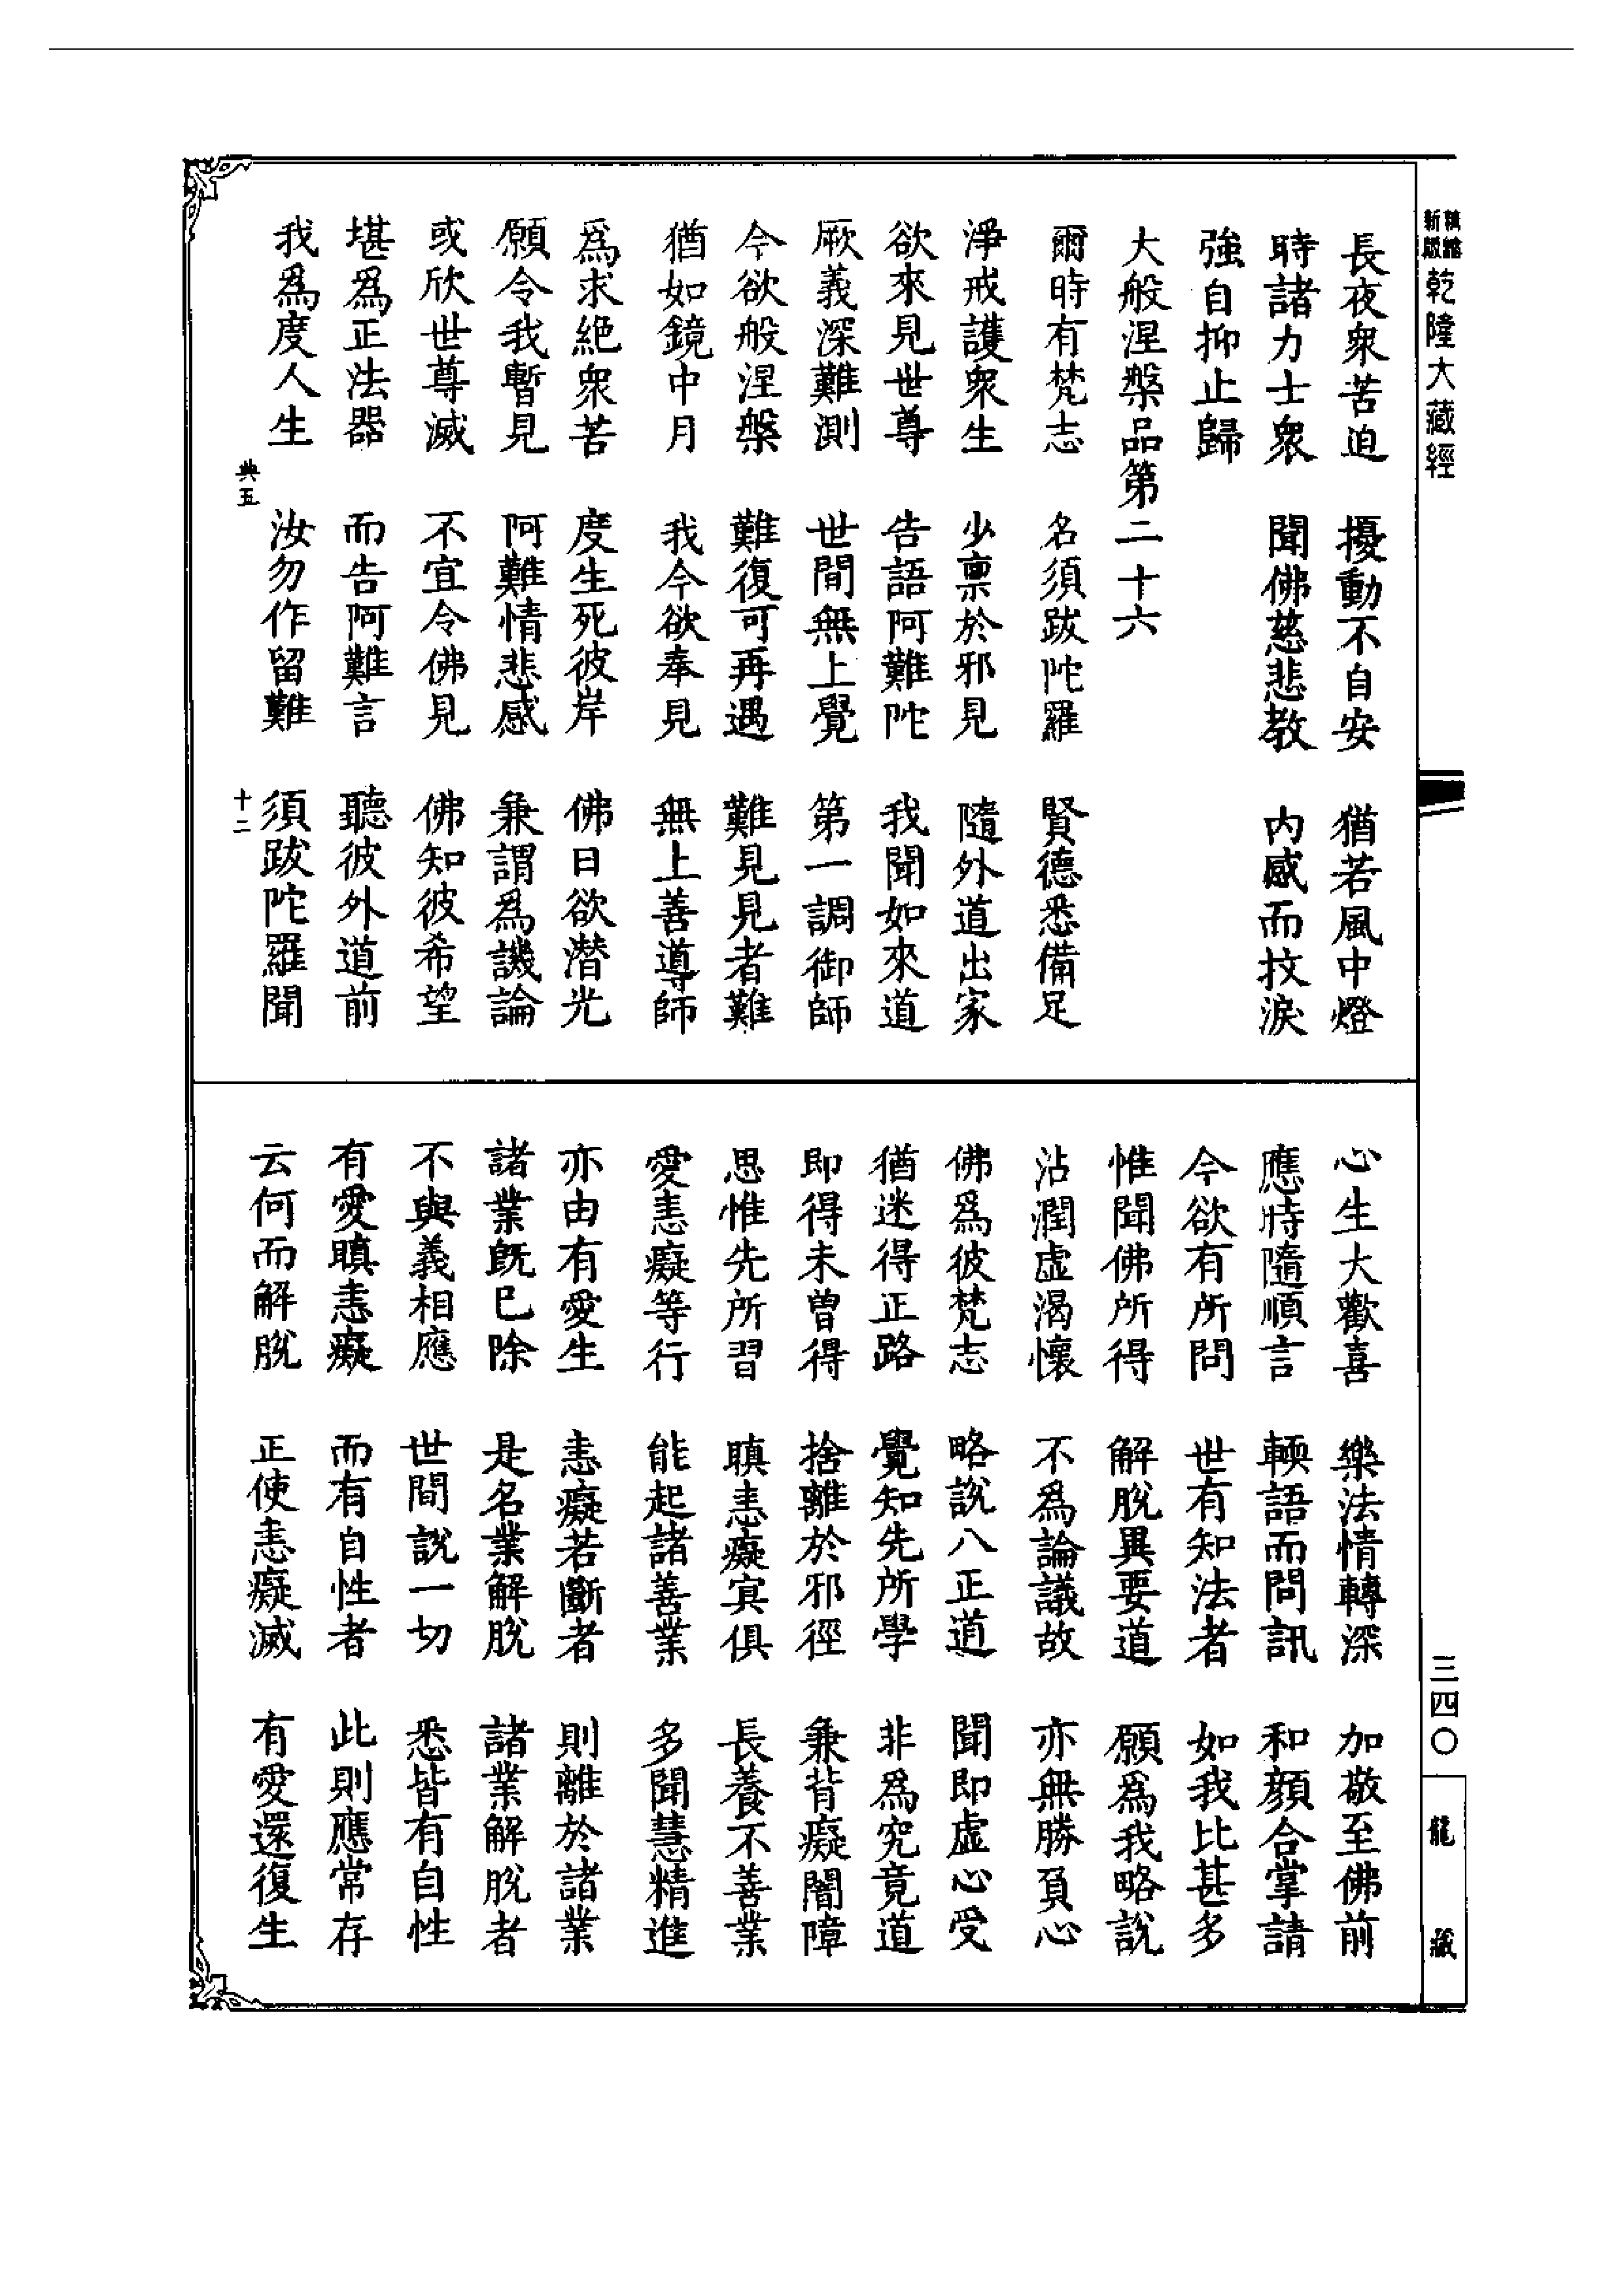 新版
精縮
乾隆大藏經
長夜衆苦迫　擾動不自安　猶若風中燈
時諸力士衆　聞佛慈悲教　内感而抆淚
強自抑止歸
大般涅槃品第二十六
爾時有梵志　名須跋陀羅　賢德悉備足
淨戒護衆生　少禀於邪見　隨外道出家
欲來見世尊　告語阿難陀　我聞如來道
厥義深難測　世間無上覺　第一調御師
今欲般涅槃　難復可再遇　難見見者難
猶如鏡中月　我今欲奉見　無上善導師
爲求絕衆苦　度生死彼岸　佛日欲潛光
願令我暫見　阿難情悲感　兼謂爲譏論
或欣世尊滅　不宜令佛見　佛知彼希望
堪爲正法器　而告阿難言　聽彼外道前
我爲度人生　汝勿作留難　須跋陀羅聞
典五
十二
心生大歡喜　樂法情轉深　加敬至佛前
應時隨順言　輭語而問訊　和顔合掌請
今欲有所問　世有知法者　如我比甚多
惟聞佛所得　解脫異要道　願爲我略說
沾潤虛渴懷　不爲論議故　亦無勝負心
佛爲彼梵志　略說八正道　聞即虛心受
猶迷得正路　覺知先所學　非爲究竟道
即得未曾得　捨離於邪徑　兼背癡闇障
思惟先所習　瞋恚癡冥俱　長養不善業
愛恚癡等行　能起諸善業　多聞慧精進
亦由有愛生　恚癡若斷者　則離於諸業
諸業既已除　是名業解脫　諸業解脫者
不與義相應　世間說一切　悉皆有自性
有愛瞋恚癡　而有自性者　此則應常存
云何而解脫　正使恚癡滅　有愛還復生
三四〇
龍藏